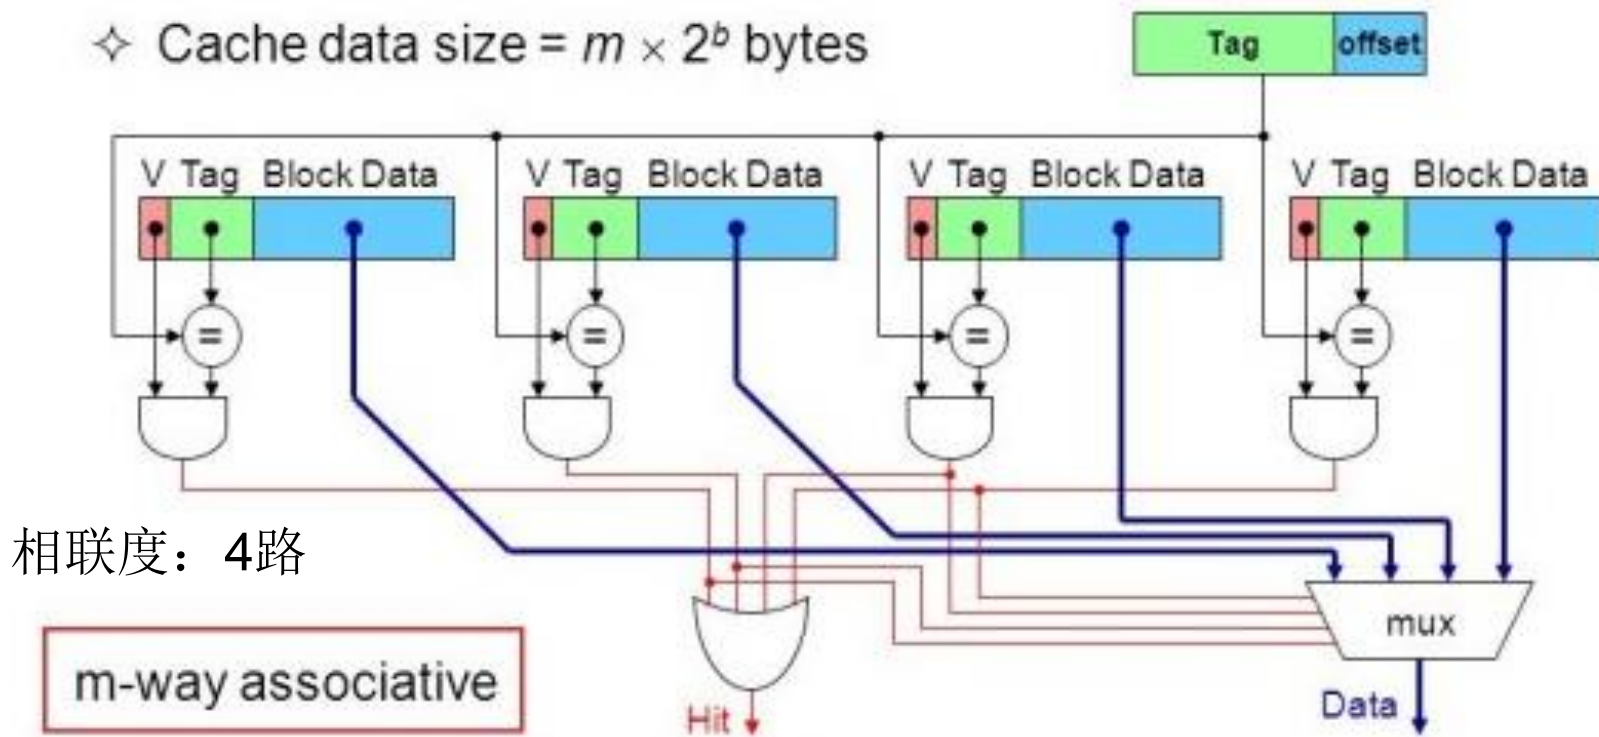 ✧ Cache data size = m × 2ᵇ bytes
Tag offset
V Tag Block Data V Tag Block Data V Tag Block Data V Tag Block Data
= = = =
相联度：4路
mux
m-way associative
Hit
Data